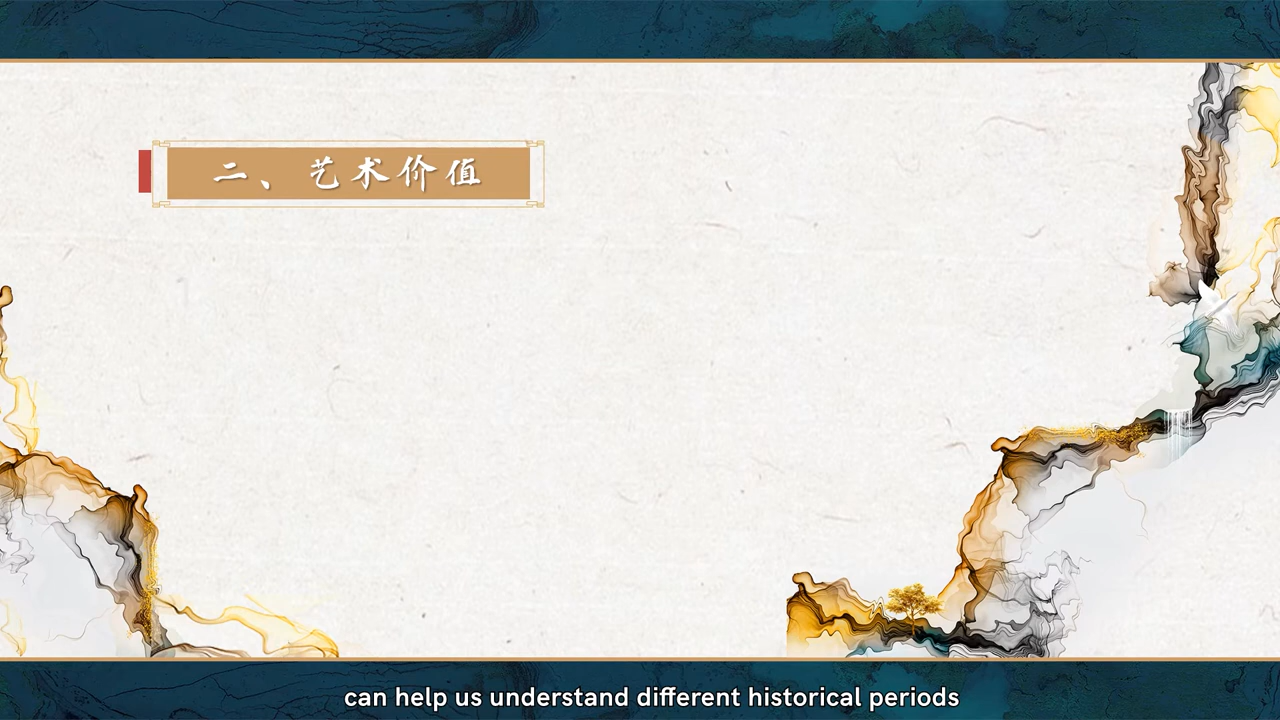 二、艺术价值
can help us understand different historical periods